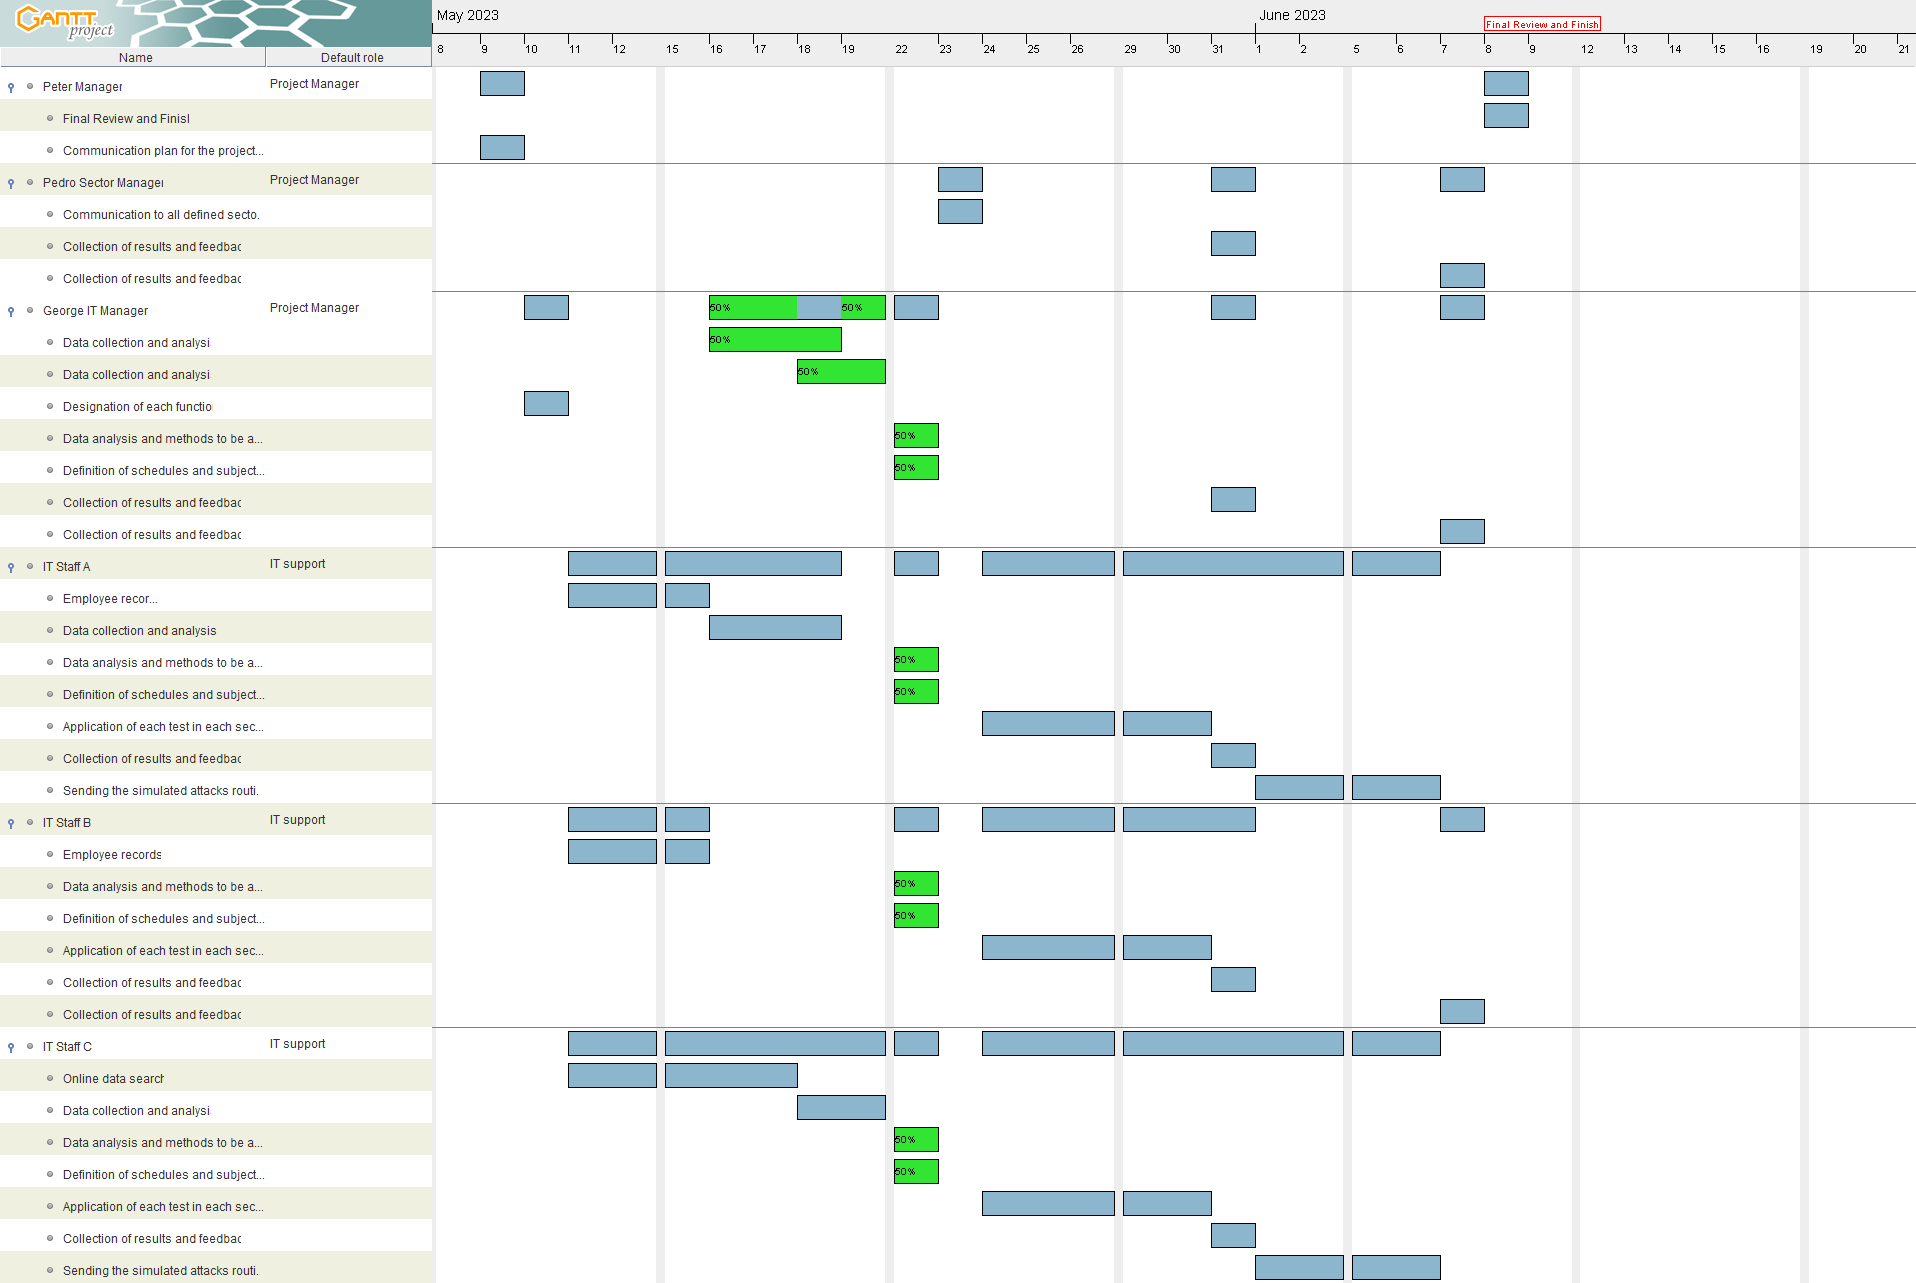 GANTT
project
May 2023
June 2023
Final Review and Finish
8 9 10 11 12 15 16 17 18 19 22 23 24 25 26 29 30 31 1 2 5 6 7 8 9 12 13 14 15 16 19 20 21
Name Default role
Peter Manager Project Manager
Final Review and Finisl
Communication plan for the project...
Pedro Sector Manager Project Manager
Communication to all defined secto.
Collection of results and feedbac
Collection of results and feedbac
George IT Manager Project Manager 50% 50%
Data collection and analysi 50%
Data collection and analysi 50%
Designation of each functio
Data analysis and methods to be a... 50%
Definition of schedules and subject... 50%
Collection of results and feedbac
Collection of results and feedbac
IT Staff A IT support
Employee recor...
Data collection and analysis
Data analysis and methods to be a... 50%
Definition of schedules and subject... 50%
Application of each test in each sec...
Collection of results and feedbac
Sending the simulated attacks routi.
IT Staff B IT support
Employee records
Data analysis and methods to be a... 50%
Definition of schedules and subject... 50%
Application of each test in each sec...
Collection of results and feedbac
Collection of results and feedbac
IT Staff C IT support
Online data search
Data collection and analysi
Data analysis and methods to be a... 50%
Definition of schedules and subject... 50%
Application of each test in each sec...
Collection of results and feedbac
Sending the simulated attacks routi.